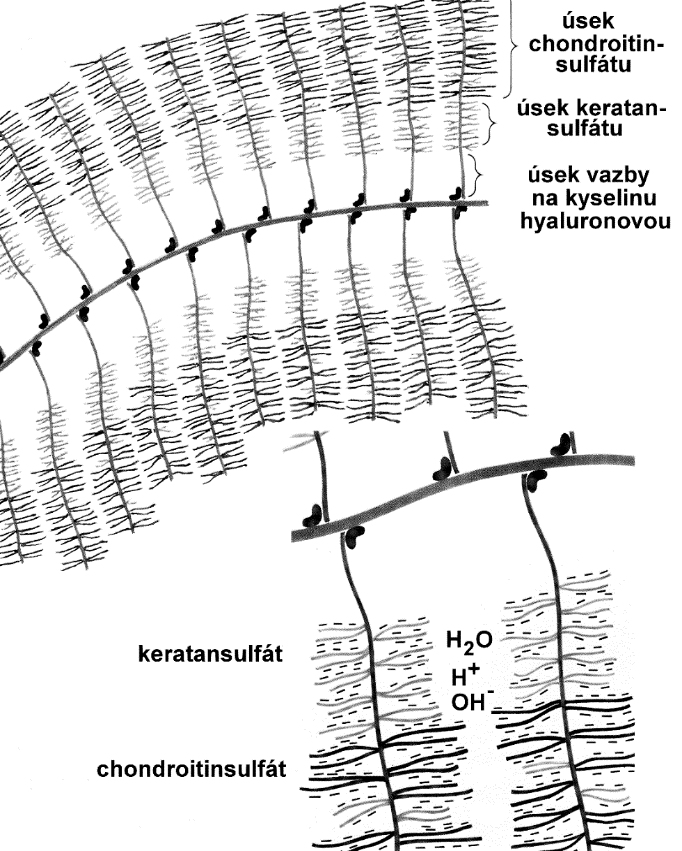 úsek
chondroitin-
sulfátu
úsek keratan-
sulfátu
úsek vazby
na kyselinu
hyaluronovou
keratansulfát
H₂O
H⁺
OH⁻
chondroitinsulfát